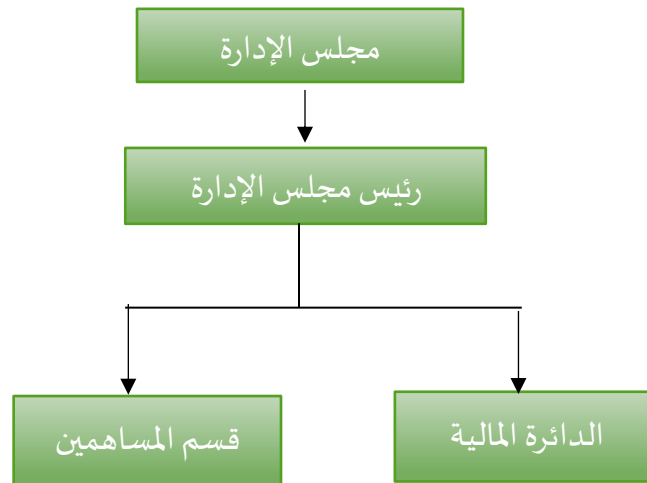 مجلس الإدارة
رئيس مجلس الإدارة
الدائرة المالية
قسم المساهمين